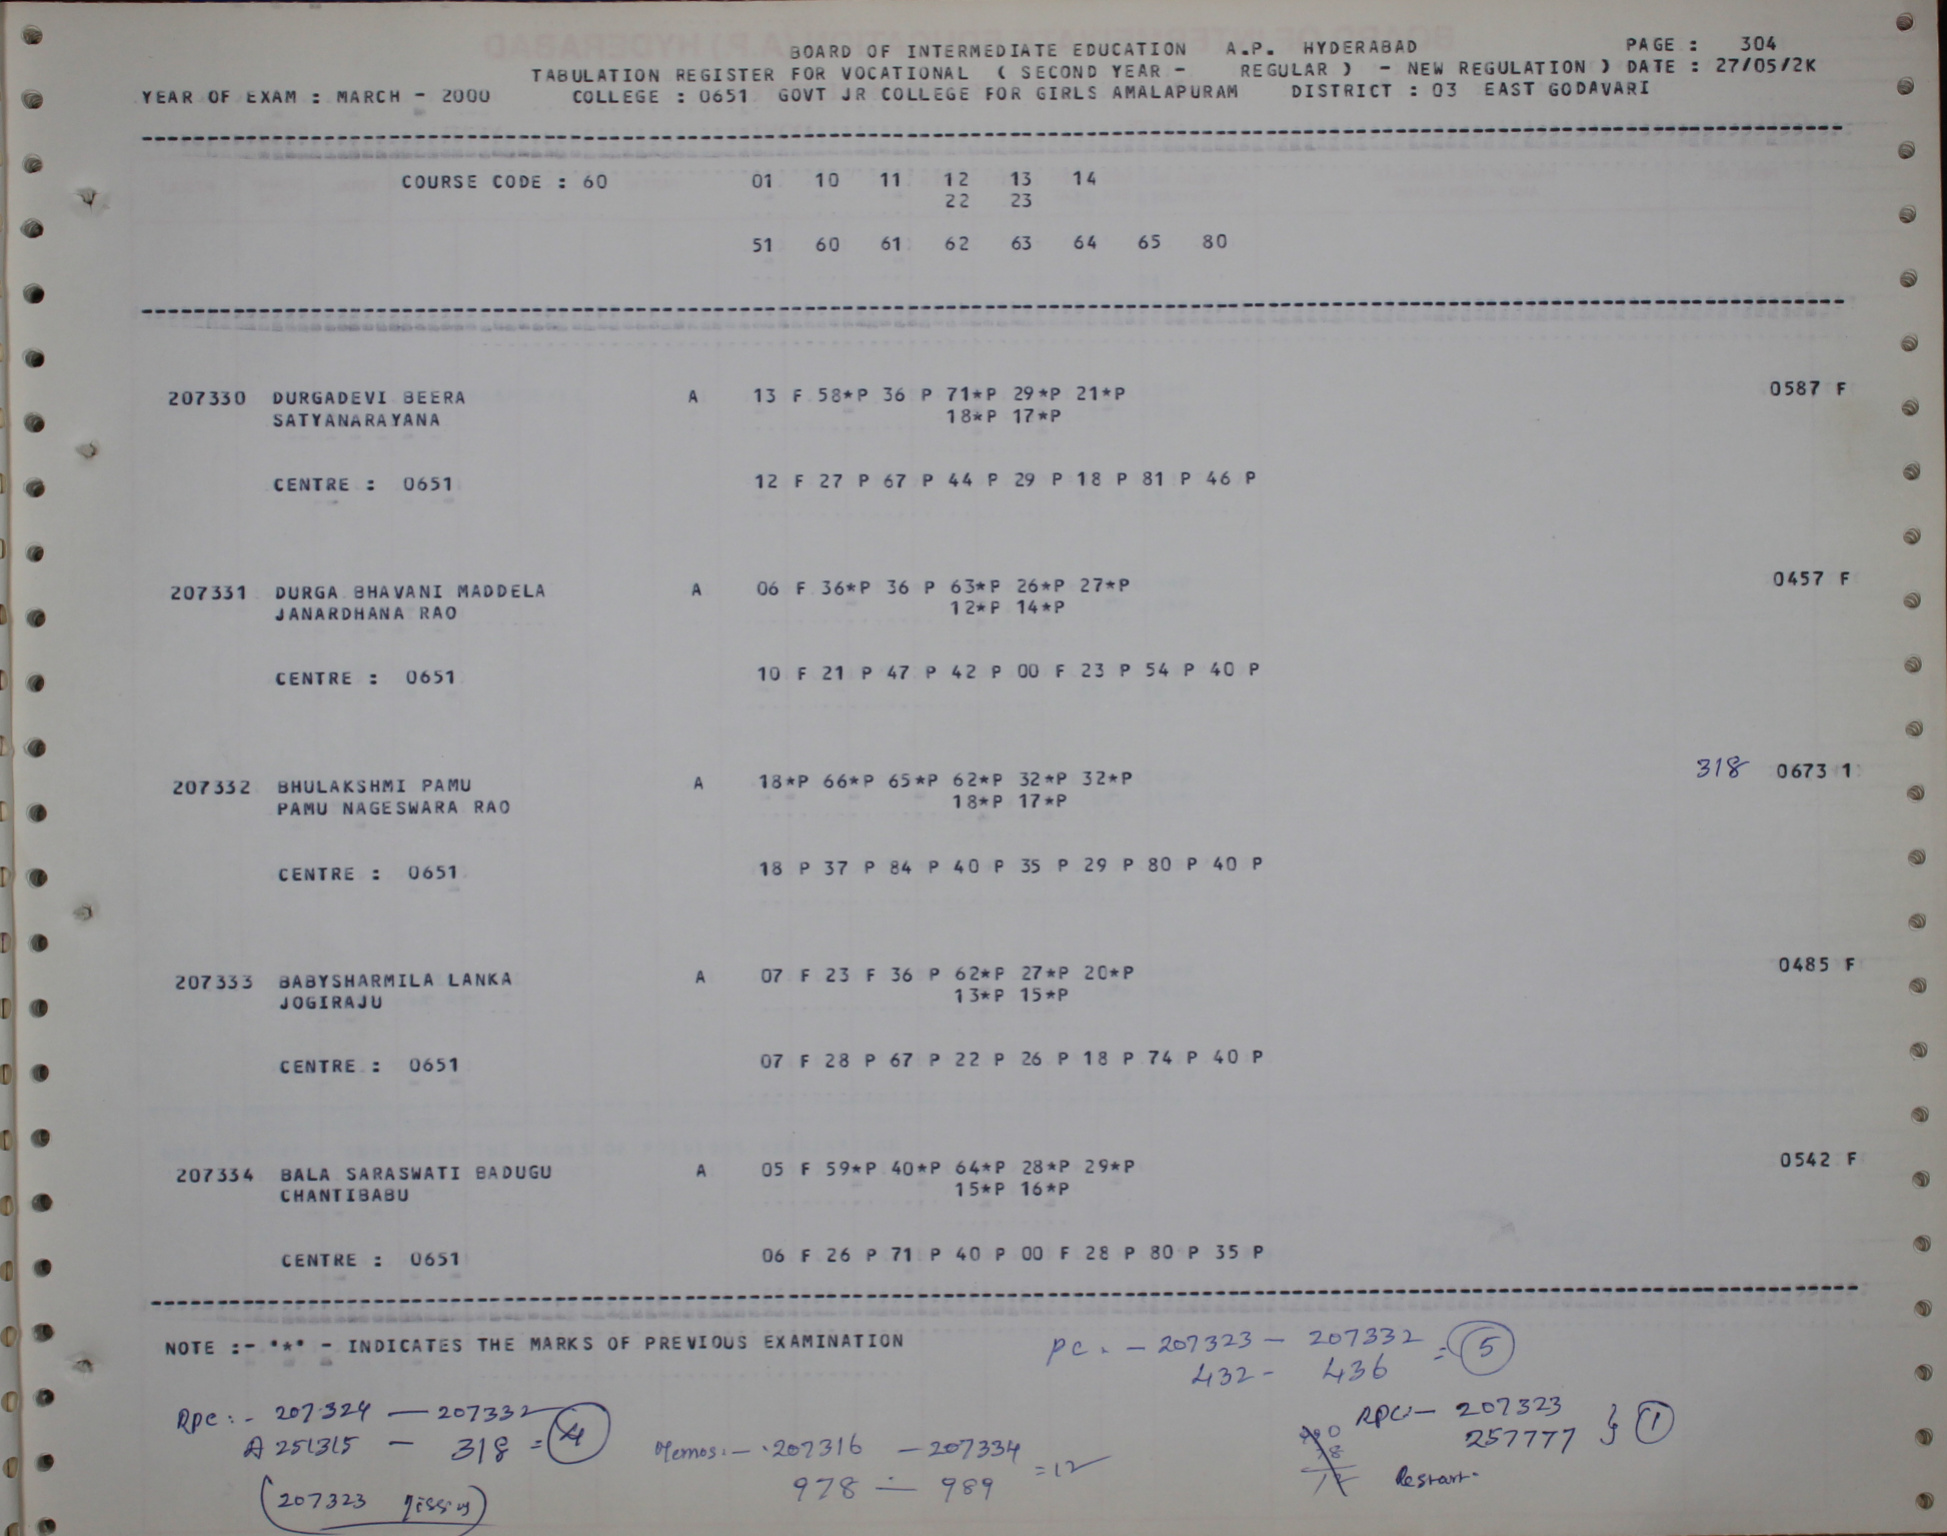 BOARD OF INTERMEDIATE EDUCATION A.P. HYDERABAD PAGE : 304
TABULATION REGISTER FOR VOCATIONAL ( SECOND YEAR - REGULAR ) - NEW REGULATION ) DATE : 27/05/2K
YEAR OF EXAM : MARCH - 2000 COLLEGE : 0651 GOVT JR COLLEGE FOR GIRLS AMALAPURAM DISTRICT : 03 EAST GODAVARI
COURSE CODE : 60 01 10 11 12 13 14
22 23
51 60 61 62 63 64 65 80
207330 DURGADEVI BEERA A 13 F 58*P 36 P 71*P 29*P 21*P 0587 F
SATYANARAYANA 18*P 17*P
CENTRE : 0651 12 F 27 P 67 P 44 P 29 P 18 P 81 P 46 P
207331 DURGA BHAVANI MADDELA A 06 F 36*P 36 P 63*P 26*P 27*P 0457 F
JANARDHANA RAO 12*P 14*P
CENTRE : 0651 10 F 21 P 47 P 42 P 00 F 23 P 54 P 40 P
207332 BHULAKSHMI PAMU A 18*P 66*P 65*P 62*P 32*P 32*P 318 0673 1
PAMU NAGESWARA RAO 18*P 17*P
CENTRE : 0651 18 P 37 P 84 P 40 P 35 P 29 P 80 P 40 P
207333 BABYSHARMILA LANKA A 07 F 23 F 36 P 62*P 27*P 20*P 0485 F
JOGIRAJU 13*P 15*P
CENTRE : 0651 07 F 28 P 67 P 22 P 26 P 18 P 74 P 40 P
207334 BALA SARASWATI BADUGU A 05 F 59*P 40*P 64*P 28*P 29*P 0542 F
CHANTIBABU 15*P 16*P
CENTRE : 0651 06 F 26 P 71 P 40 P 00 F 28 P 80 P 35 P
NOTE :- '*' - INDICATES THE MARKS OF PREVIOUS EXAMINATION
PC. - 207323 - 207332 = 5
432 - 436
Rpc :- 207324 - 207332
A 251315 - 318 = 4
(207323 Missing)
Memos :- 207316 - 207334
978 - 989 = 12
RPC :- 207323
257777 } 1